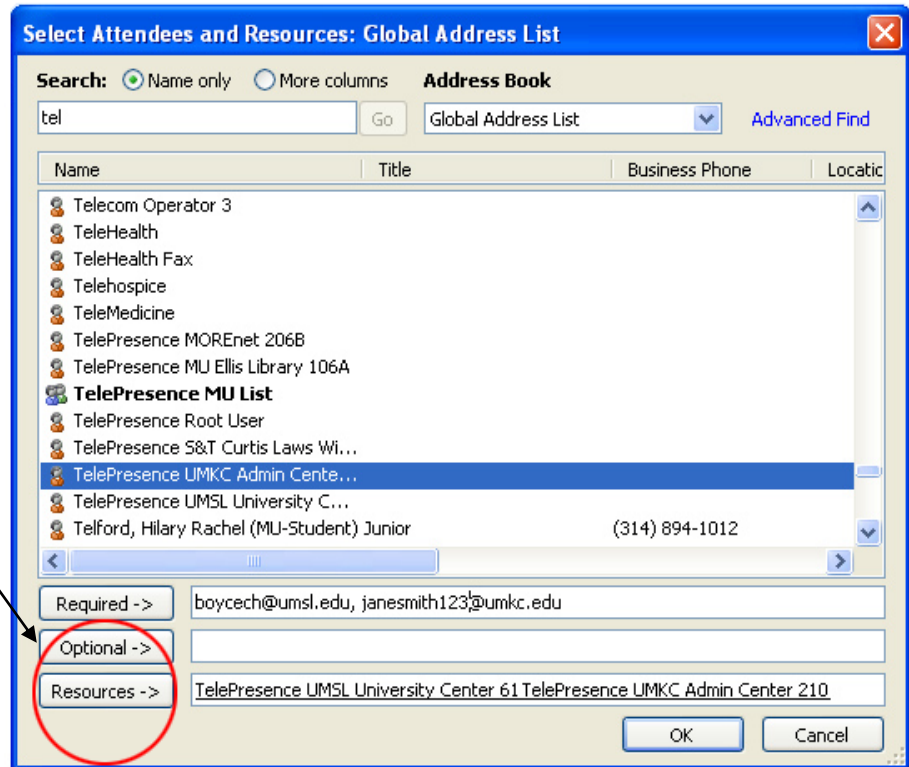 Select Attendees and Resources: Global Address List
Search: Name only More columns Address Book
tel Go Global Address List Advanced Find
Name Title Business Phone Locatic
Telecom Operator 3
TeleHealth
TeleHealth Fax
Telehospice
TeleMedicine
TelePresence MOREnet 206B
TelePresence MU Ellis Library 106A
TelePresence MU List
TelePresence Root User
TelePresence S&T Curtis Laws Wi...
TelePresence UMKC Admin Cente...
TelePresence UMSL University C...
Telford, Hilary Rachel (MU-Student) Junior (314) 894-1012
Required -> boycech@umsl.edu, janesmith123@umkc.edu
Optional ->
Resources -> TelePresence UMSL University Center 61TelePresence UMKC Admin Center 210
OK Cancel